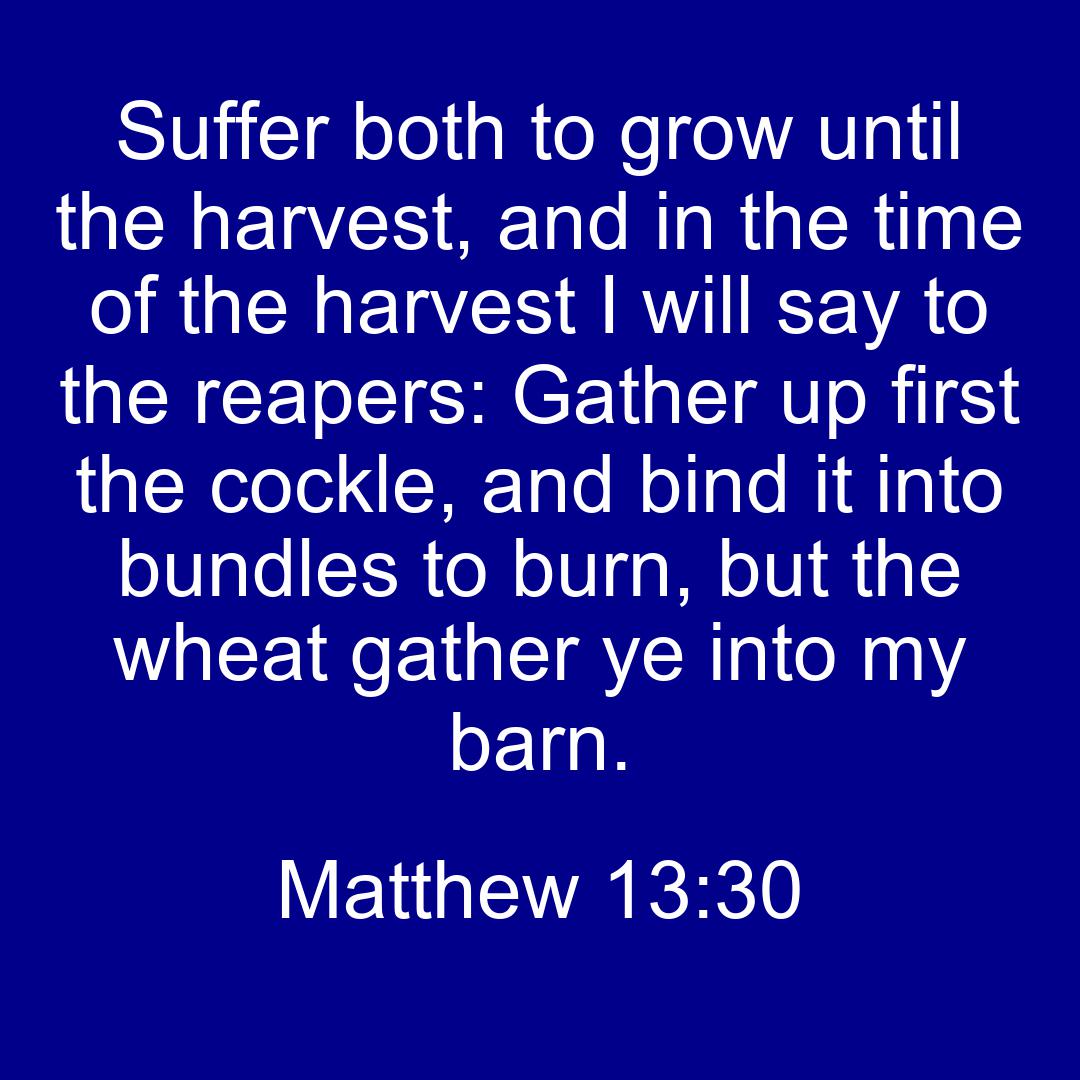 Suffer both to grow until
the harvest, and in the time
of the harvest I will say to
the reapers: Gather up first
the cockle, and bind it into
bundles to burn, but the
wheat gather ye into my
barn.
Matthew 13:30